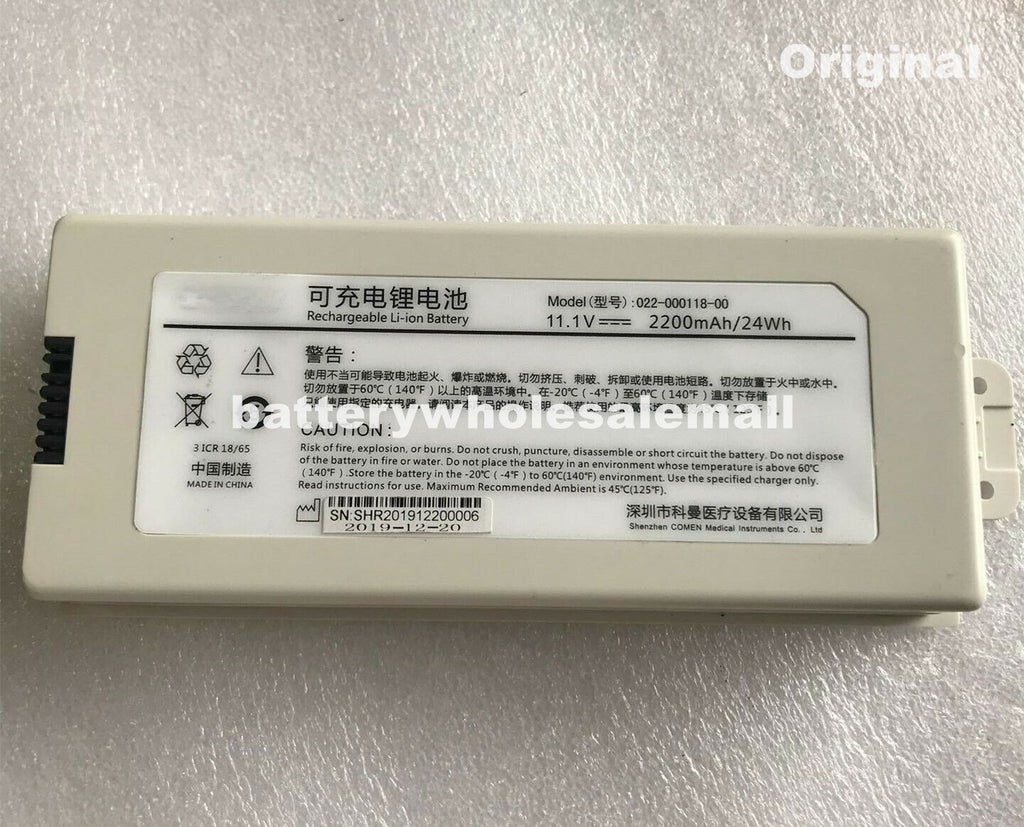 Original
可充电锂电池
Rechargeable Li-ion Battery
Model(型号):022-000118-00
11.1V⎓ 2200mAh/24Wh
警告:
使用不当可能导致电池起火、爆炸或燃烧。切勿挤压、刺破、拆卸或使用电池短路。切勿放置于火中或水中。
切勿放置于60℃(140℉)以上的高温环境中。在-20℃(-4℉)至60℃(140℉)温度下存储
batterywholesalemall
CAUTION:
Risk of fire, explosion, or burns. Do not crush, puncture, disassemble or short circuit the battery. Do not dispose
of the battery in fire or water. Do not place the battery in an environment whose temperature is above 60℃
(140℉).Store the battery in the -20℃(-4℉) to 60℃(140℉) environment. Use the specified charger only.
Read instructions for use. Maximum Recommended Ambient is 45℃(125℉).
3 ICR 18/65
中国制造
MADE IN CHINA
SN:SHR201912200006
2019-12-20
深圳市科曼医疗设备有限公司
Shenzhen COMEN Medical Instruments Co., Ltd